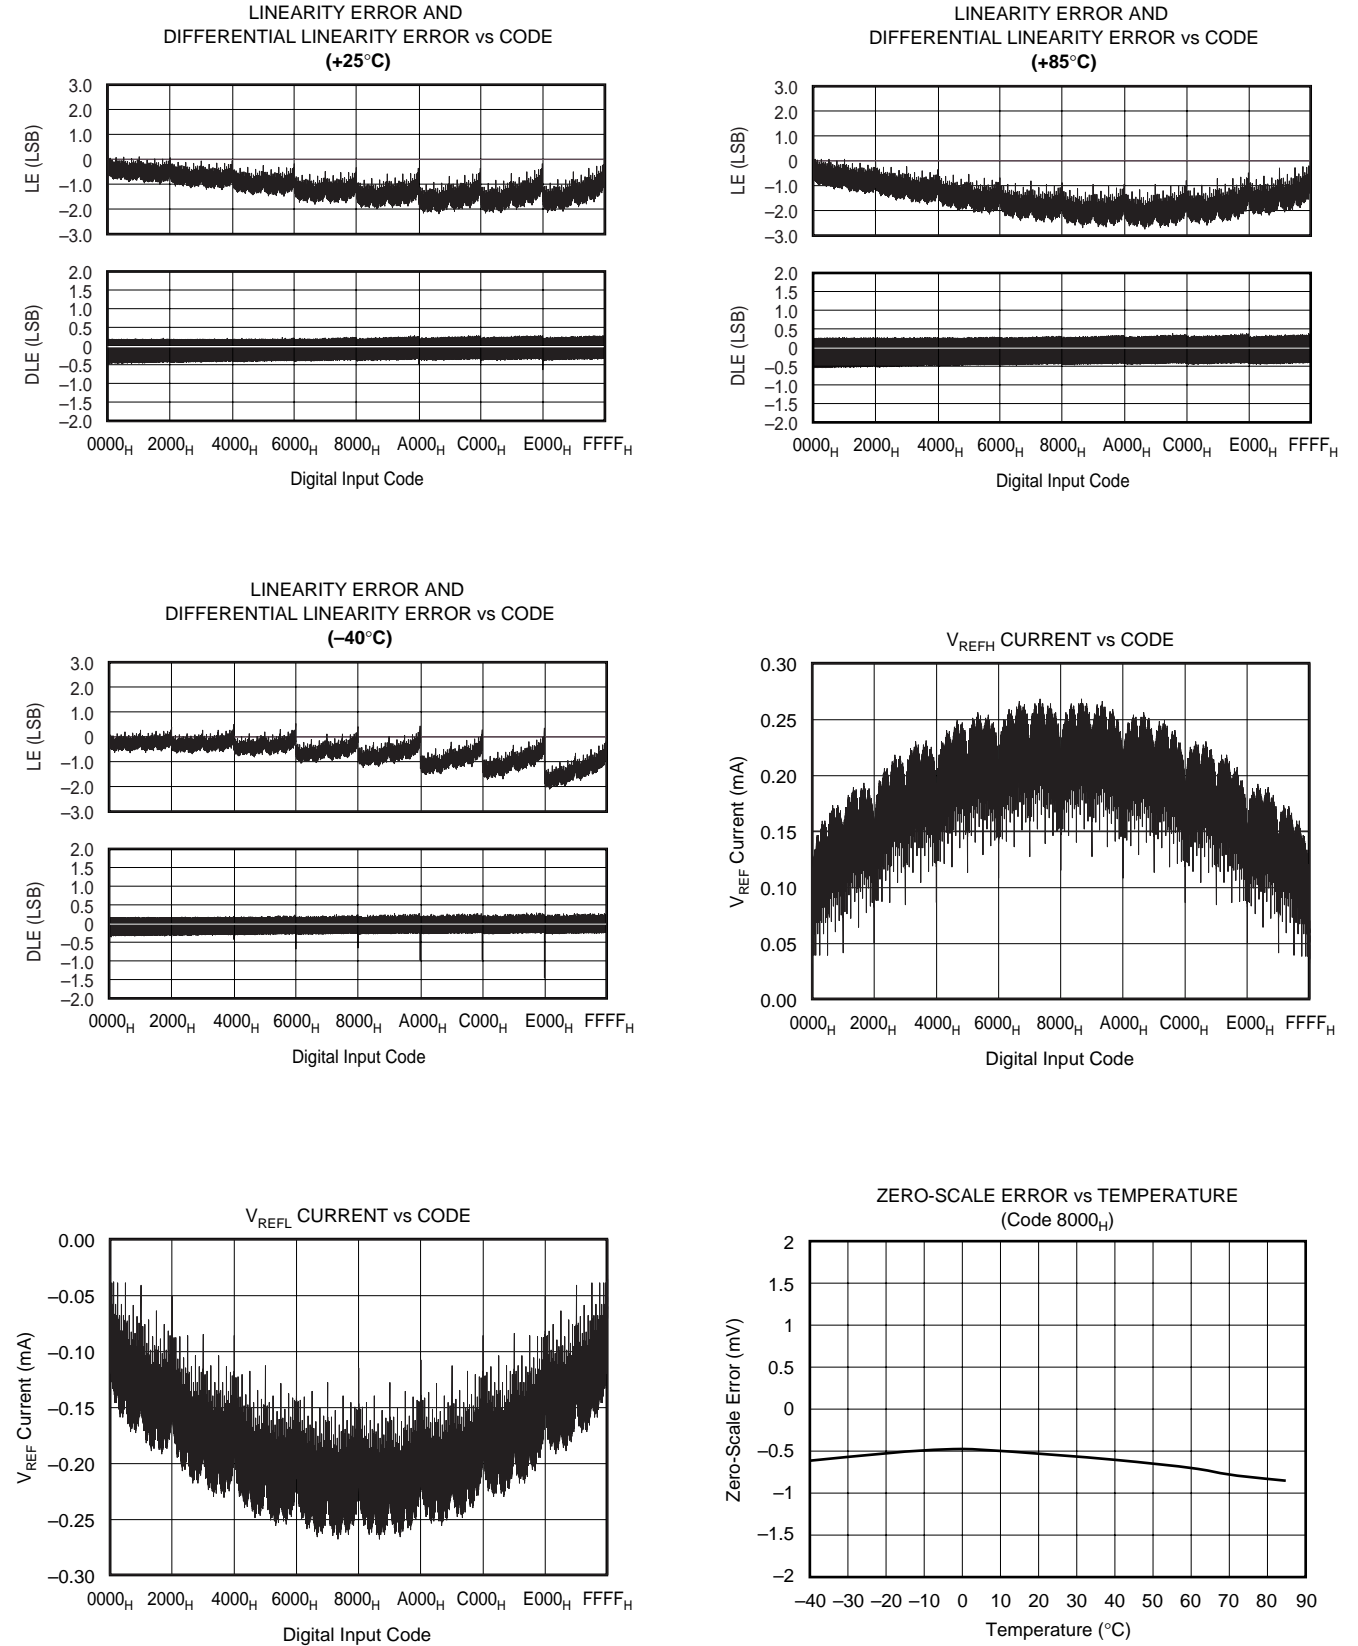 LINEARITY ERROR AND
DIFFERENTIAL LINEARITY ERROR vs CODE
(+25°C)
3.0
2.0
1.0
0
–1.0
–2.0
–3.0
LE (LSB)
2.0
1.5
1.0
0.5
0
–0.5
–1.0
–1.5
–2.0
DLE (LSB)
0000H 2000H 4000H 6000H 8000H A000H C000H E000H FFFFH
Digital Input Code
LINEARITY ERROR AND
DIFFERENTIAL LINEARITY ERROR vs CODE
(+85°C)
3.0
2.0
1.0
0
–1.0
–2.0
–3.0
LE (LSB)
2.0
1.5
1.0
0.5
0
–0.5
–1.0
–1.5
–2.0
DLE (LSB)
0000H 2000H 4000H 6000H 8000H A000H C000H E000H FFFFH
Digital Input Code
LINEARITY ERROR AND
DIFFERENTIAL LINEARITY ERROR vs CODE
(–40°C)
3.0
2.0
1.0
0
–1.0
–2.0
–3.0
LE (LSB)
2.0
1.5
1.0
0.5
0
–0.5
–1.0
–1.5
–2.0
DLE (LSB)
0000H 2000H 4000H 6000H 8000H A000H C000H E000H FFFFH
Digital Input Code
VREFH CURRENT vs CODE
0.30
0.25
0.20
0.15
0.10
0.05
0.00
VREF Current (mA)
0000H 2000H 4000H 6000H 8000H A000H C000H E000H FFFFH
Digital Input Code
VREFL CURRENT vs CODE
0.00
–0.05
–0.10
–0.15
–0.20
–0.25
–0.30
VREF Current (mA)
0000H 2000H 4000H 6000H 8000H A000H C000H E000H FFFFH
Digital Input Code
ZERO-SCALE ERROR vs TEMPERATURE
(Code 8000H)
2
1.5
1
0.5
0
–0.5
–1
–1.5
–2
Zero-Scale Error (mV)
–40 –30 –20 –10 0 10 20 30 40 50 60 70 80 90
Temperature (°C)